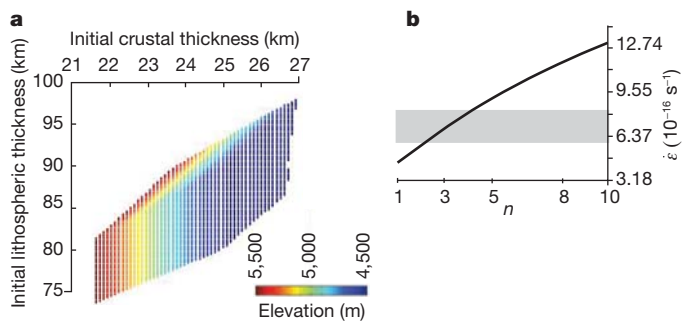 a
Initial crustal thickness (km)
21 22 23 24 25 26 27
Initial lithospheric thickness (km)
100
95
90
85
80
75
5,500 5,000 4,500
Elevation (m)
b
12.74
9.55
6.37
3.18
ε̇ (10⁻¹⁶ s⁻¹)
1 3 5 8 10
n